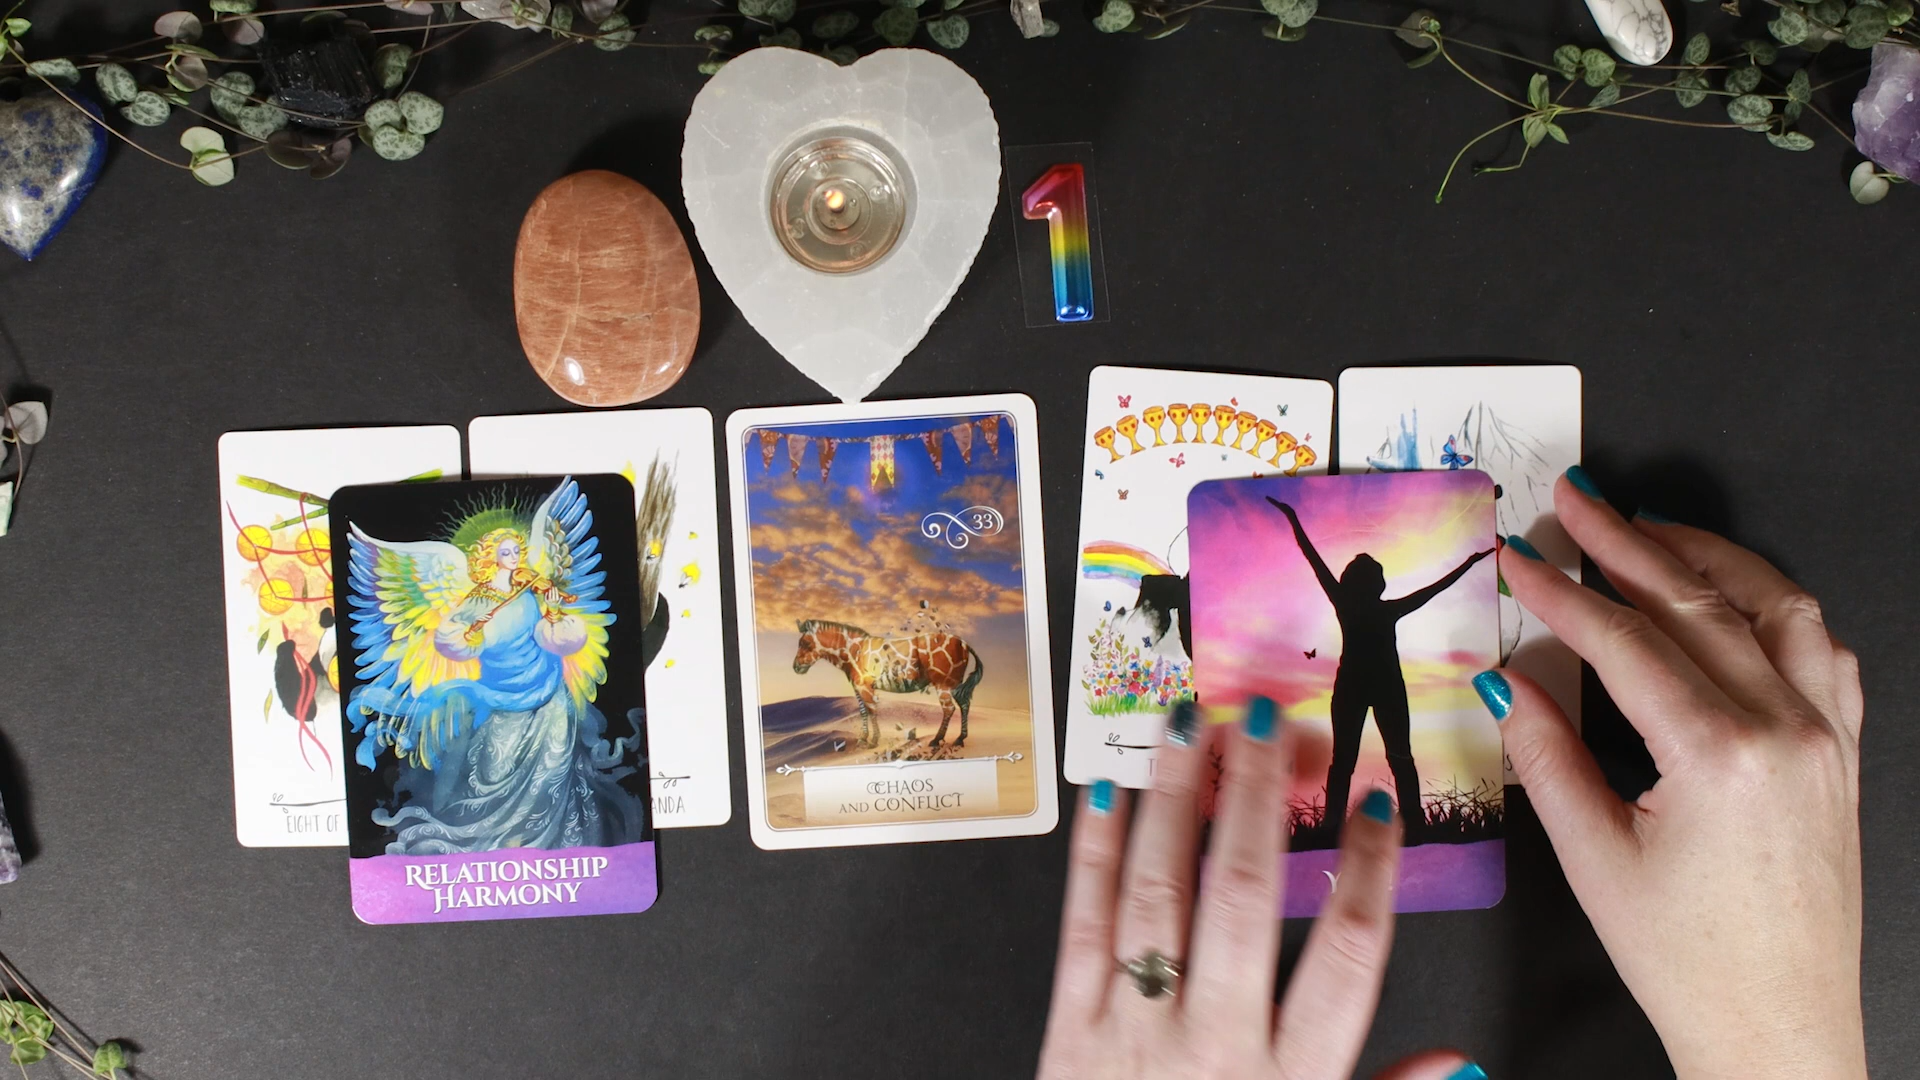 1
33
EIGHT OF
ANDA
CHAOS
AND CONFLICT
T
RELATIONSHIP
HARMONY
Y
S